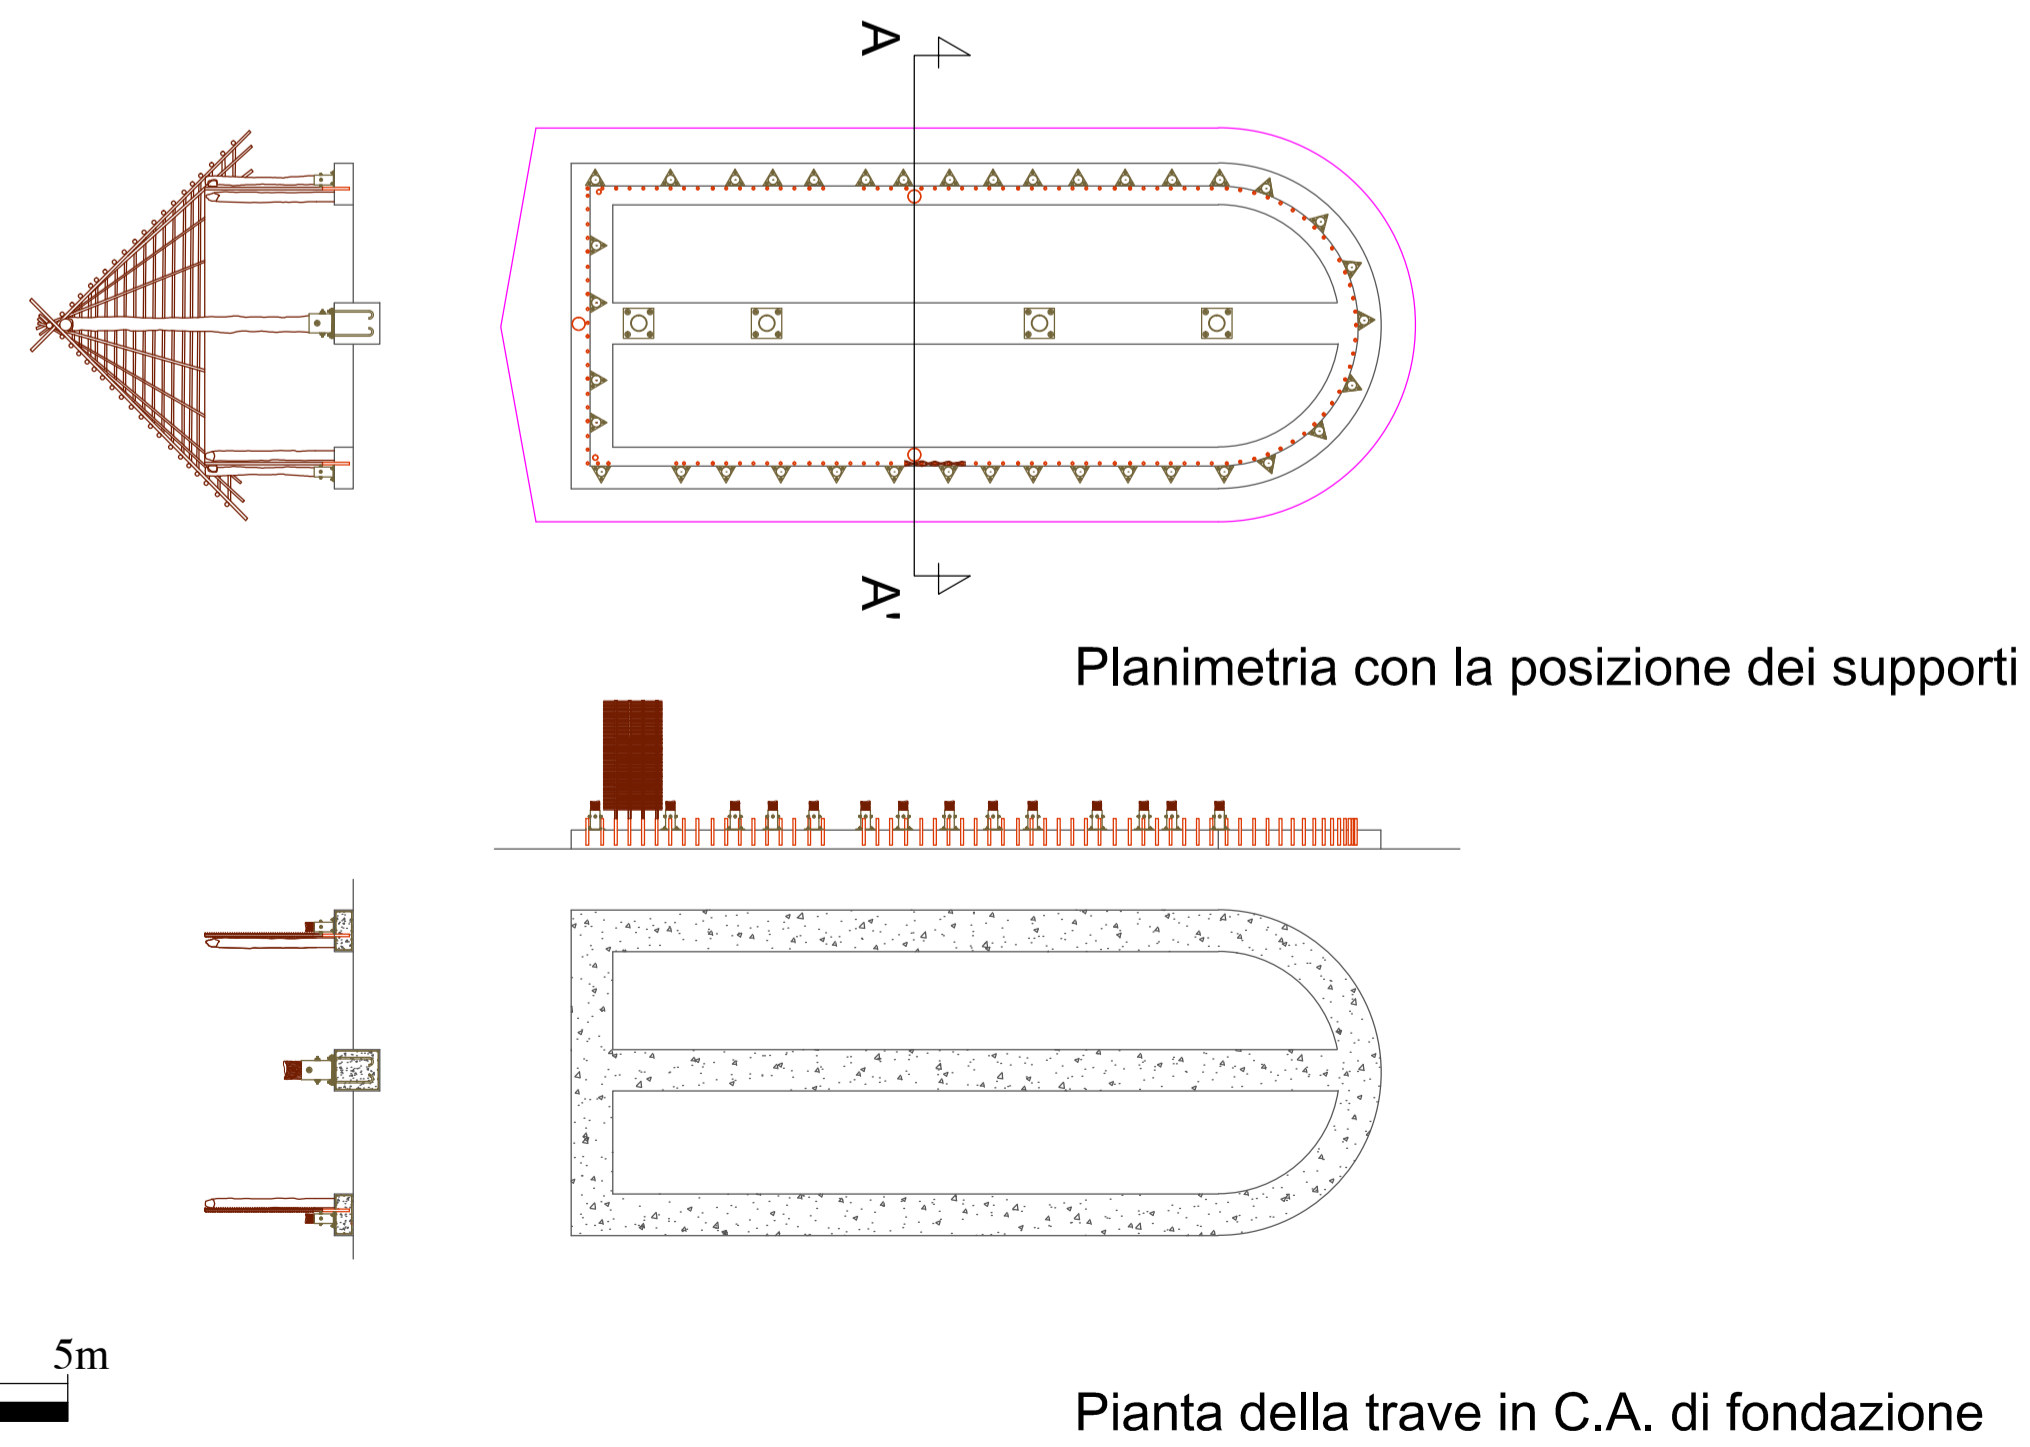 A
A'
Planimetria con la posizione dei supporti
5m
Pianta della trave in C.A. di fondazione